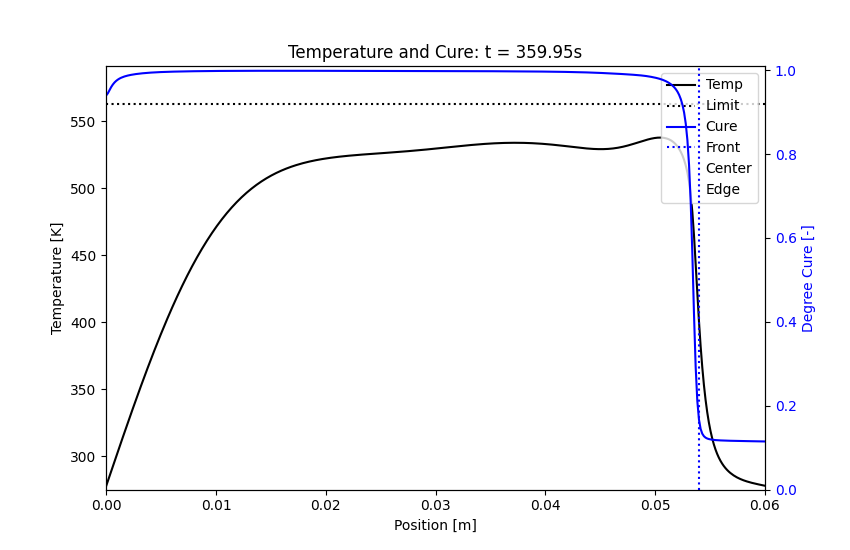 Temperature and Cure: t = 359.95s
Temp
Limit
Cure
Front
Center
Edge
Temperature [K]
550
500
450
400
350
300
Degree Cure [-]
1.0
0.8
0.6
0.4
0.2
0.0
0.00 0.01 0.02 0.03 0.04 0.05 0.06
Position [m]